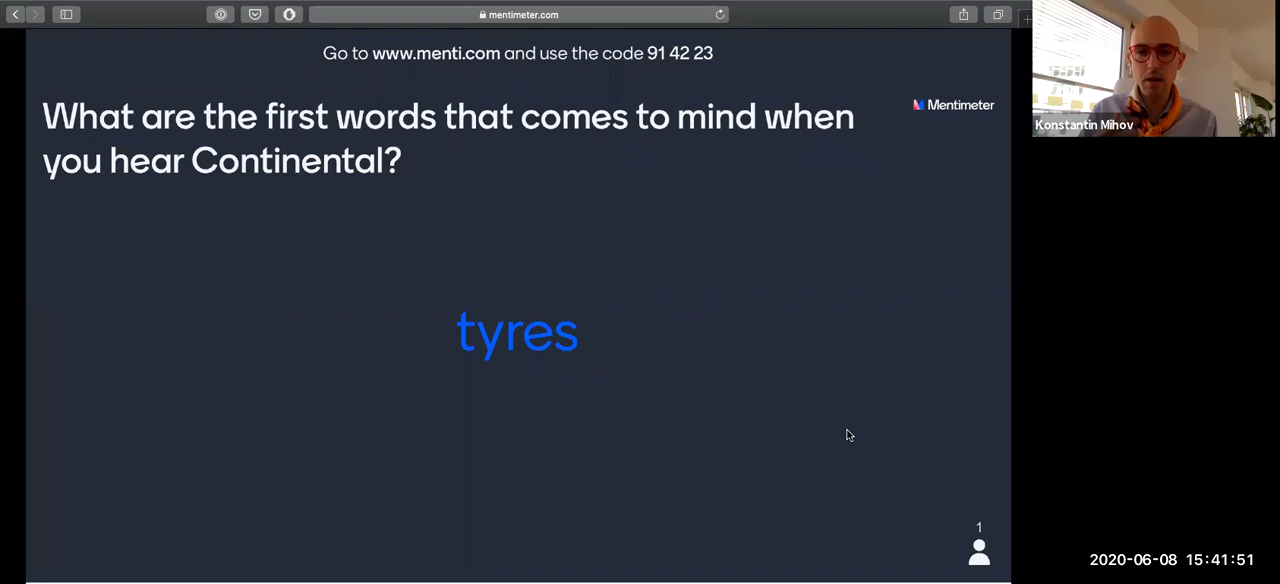 mentimeter.com
Go to www.menti.com and use the code 91 42 23
What are the first words that comes to mind when
you hear Continental?
Mentimeter
Konstantin Mihov
tyres
1
2020-06-08 15:41:51